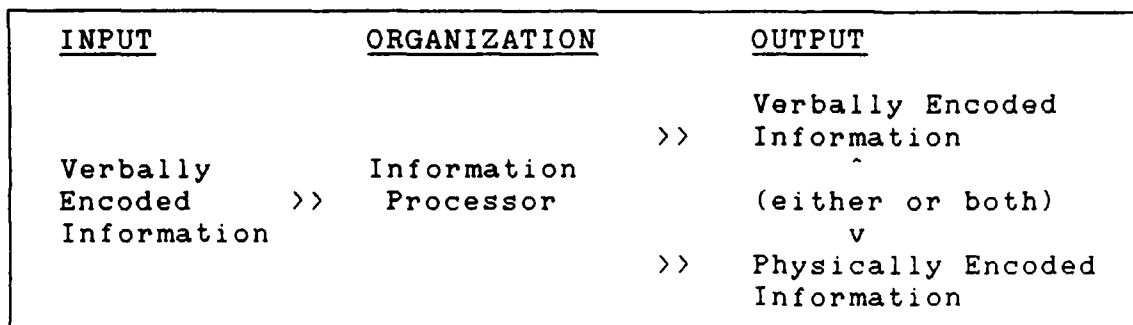 INPUT ORGANIZATION OUTPUT
Verbally Encoded
>> Information
Verbally Information ^
Encoded >> Processor (either or both)
Information v
>> Physically Encoded
Information